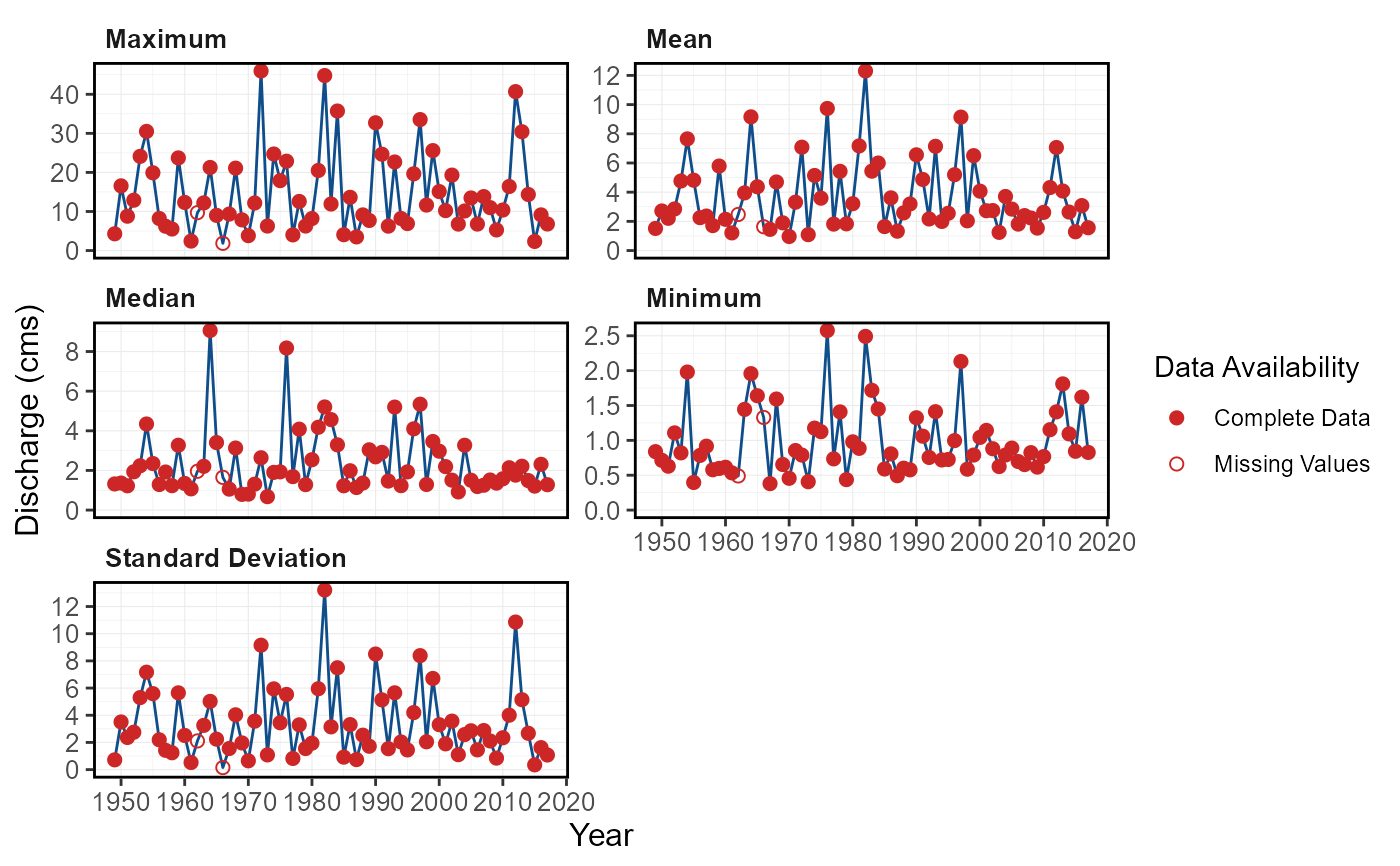 Maximum
Mean
40
30
20
10
0
12
10
8
6
4
2
0
Median
Minimum
8
6
4
2
0
2.5
2.0
1.5
1.0
0.5
0.0
1950 1960 1970 1980 1990 2000 2010 2020
Standard Deviation
12
10
8
6
4
2
0
1950 1960 1970 1980 1990 2000 2010 2020
Year
Discharge (cms)
Data Availability
Complete Data
Missing Values